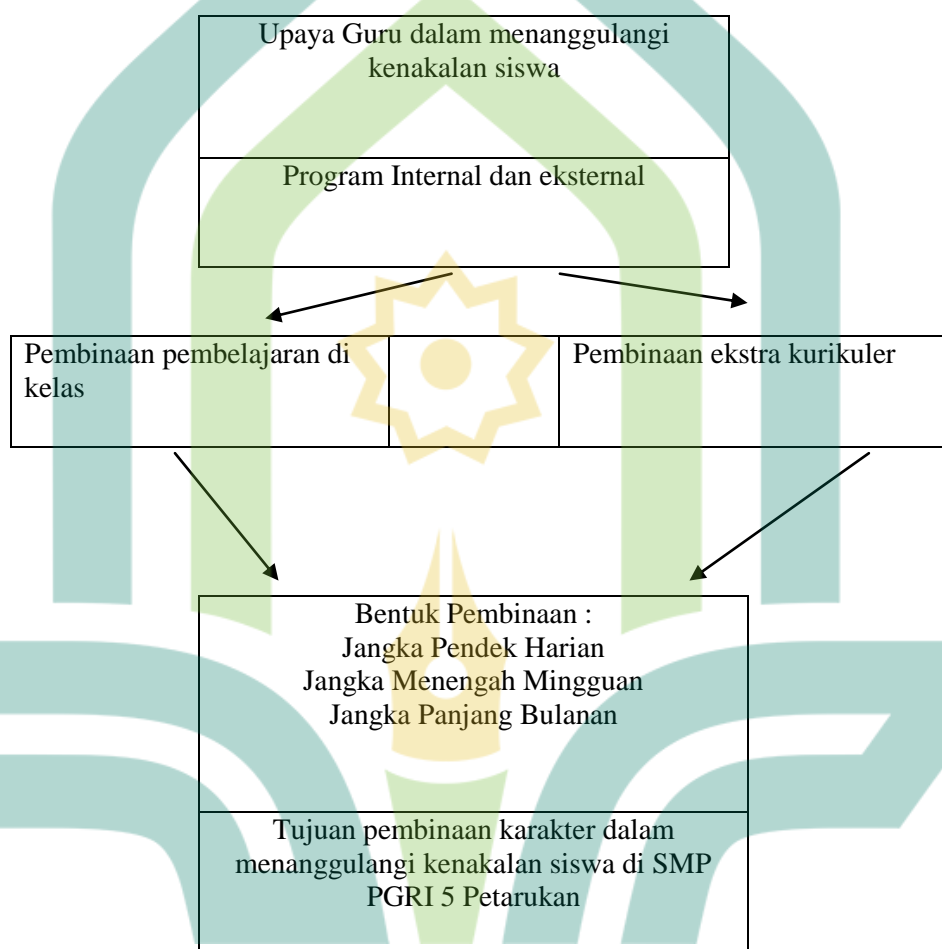 Upaya Guru dalam menanggulangi
kenakalan siswa
Program Internal dan eksternal
Pembinaan pembelajaran di
kelas
Pembinaan ekstra kurikuler
Bentuk Pembinaan :
Jangka Pendek Harian
Jangka Menengah Mingguan
Jangka Panjang Bulanan
Tujuan pembinaan karakter dalam
menanggulangi kenakalan siswa di SMP
PGRI 5 Petarukan